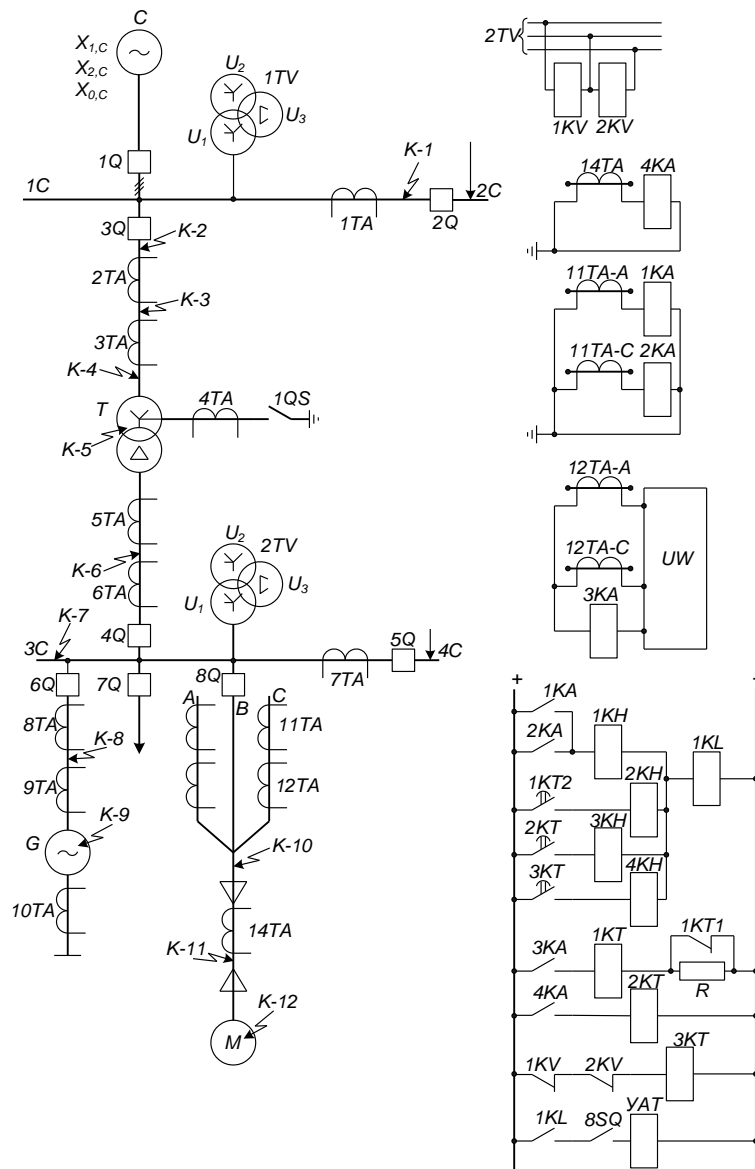 C
X1,C
X2,C
X0,C
U2
1TV
U3
U1
K-1
1Q
1C
2C
1TA
2Q
3Q
K-2
2TA
K-3
3TA
K-4
T
4TA
1QS
K-5
5TA
K-6
6TA
U2
2TV
U3
U1
K-7
4Q
3C
5Q
4C
7TA
6Q
7Q
8Q
A
B
C
8TA
11TA
K-8
9TA
12TA
K-9
G
K-10
10TA
14TA
K-11
K-12
M
2TV
1KV
2KV
14TA
4KA
11TA-A
1KA
11TA-C
2KA
12TA-A
12TA-C
UW
3KA
+
-
1KA
1KH
2KA
1KL
2KH
1KT2
3KH
2KT
4KH
3KT
1KT1
3KA
1KT
R
2KT
4KA
3KT
1KV
2KV
1KL
8SQ
УАТ